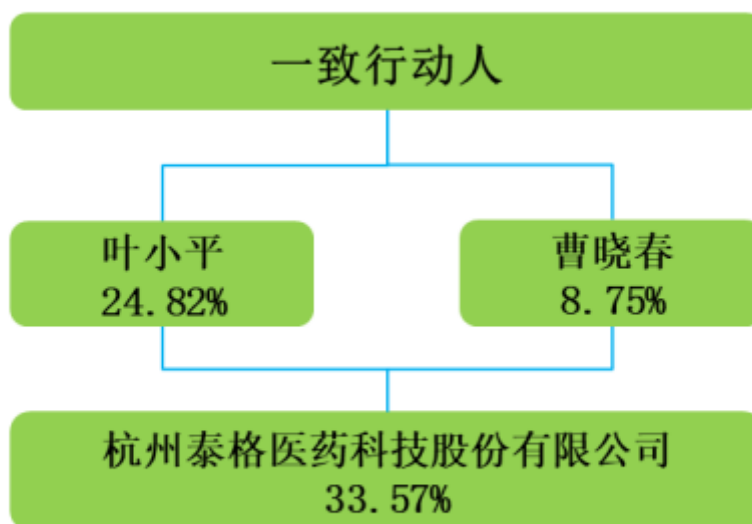 一致行动人
叶小平
24.82%
曹晓春
8.75%
杭州泰格医药科技股份有限公司
33.57%